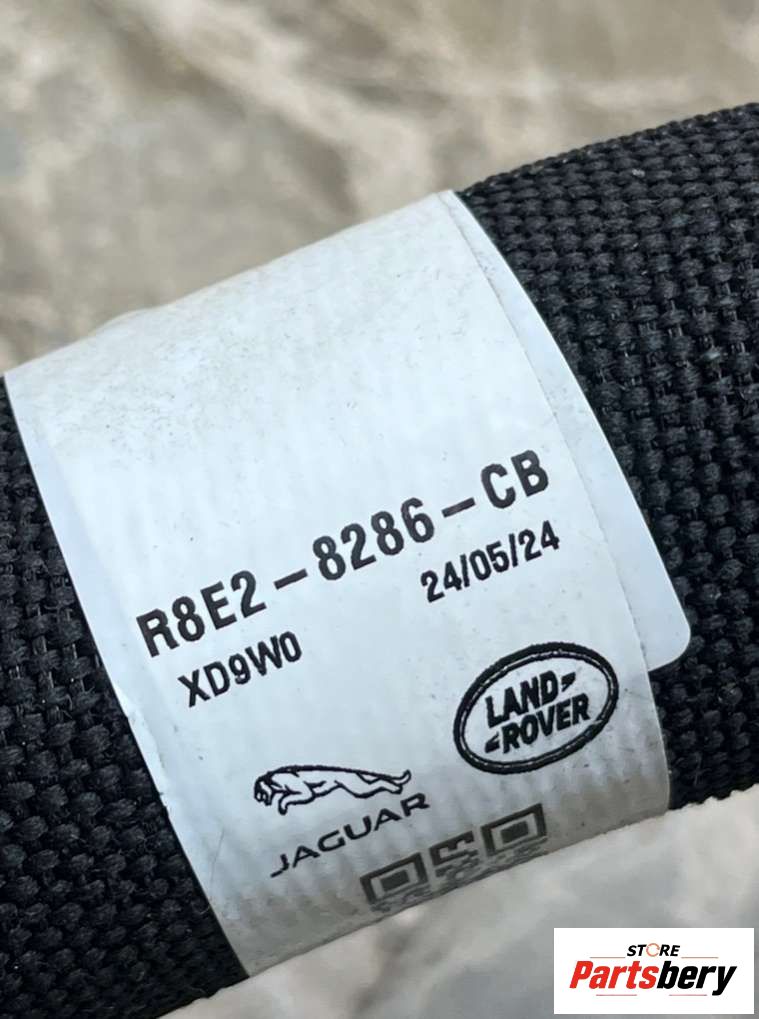 R8E2-8286-CB
24/05/24
XD9W0
LAND
ROVER
JAGUAR
STORE
Partsbery